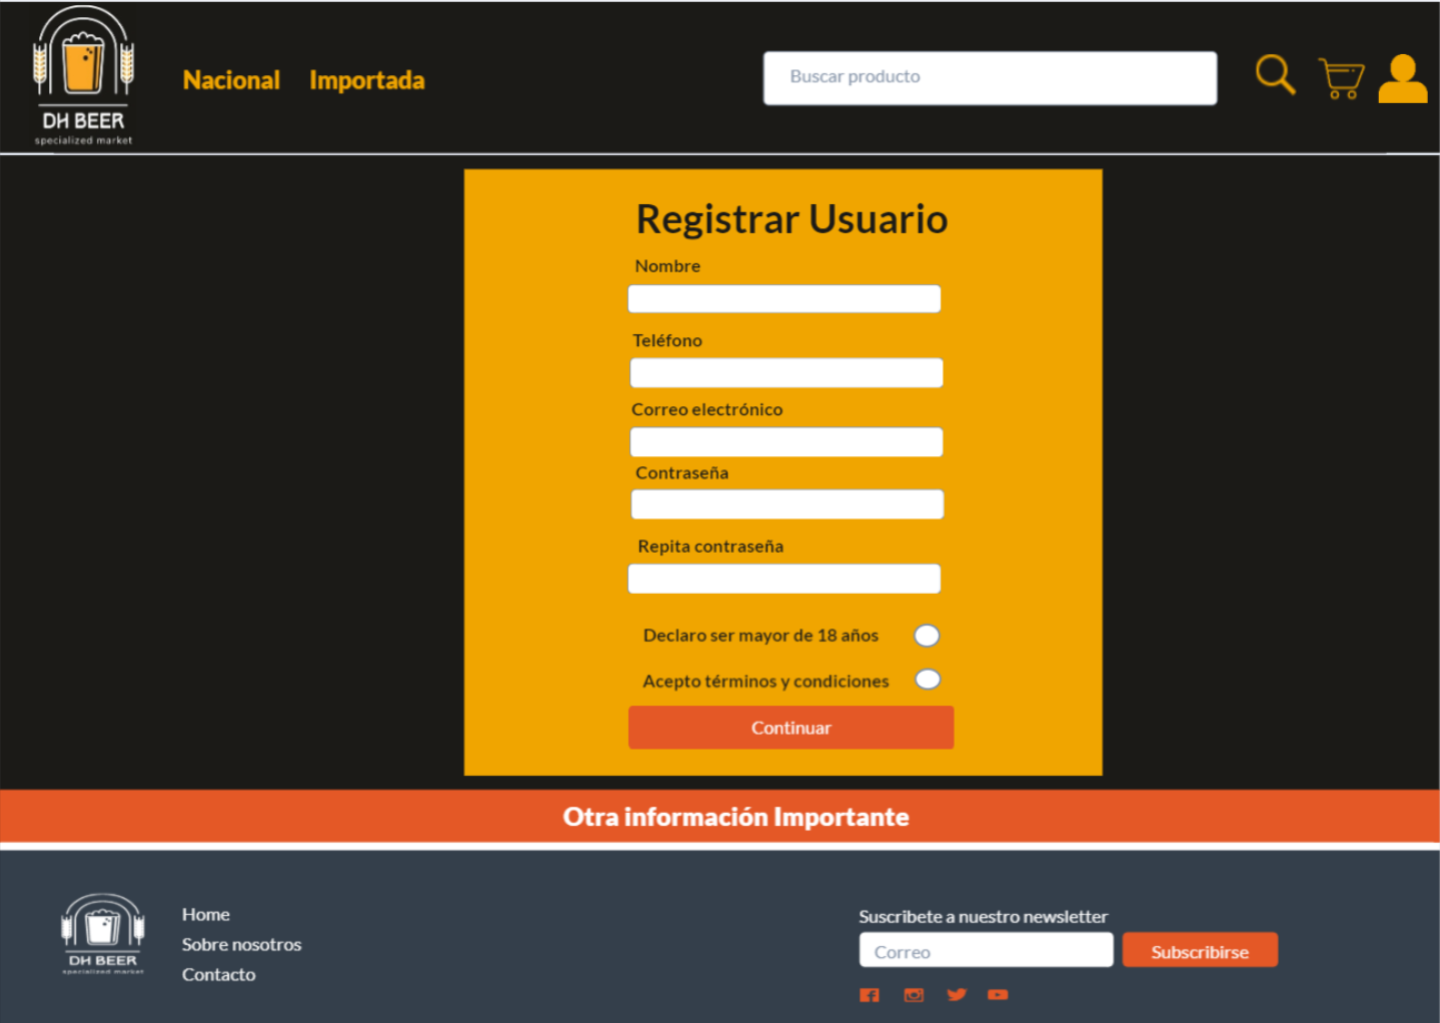 DH BEER
specialized market
Nacional
Importada
Buscar producto
Registrar Usuario
Nombre
Teléfono
Correo electrónico
Contraseña
Repita contraseña
Declaro ser mayor de 18 años
Acepto términos y condiciones
Continuar
Otra información Importante
DH BEER
specialized market
Home
Sobre nosotros
Contacto
Suscribete a nuestro newsletter
Correo
Subscribirse